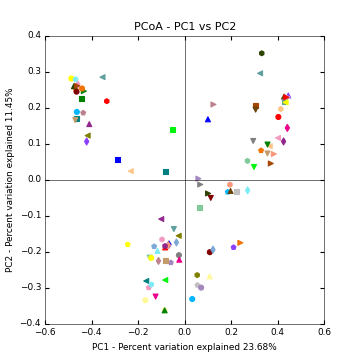 PCoA - PC1 vs PC2
0.4
0.3
0.2
0.1
0.0
−0.1
−0.2
−0.3
−0.4
PC2 - Percent variation explained 11.45%
−0.6 −0.4 −0.2 0.0 0.2 0.4 0.6
PC1 - Percent variation explained 23.68%